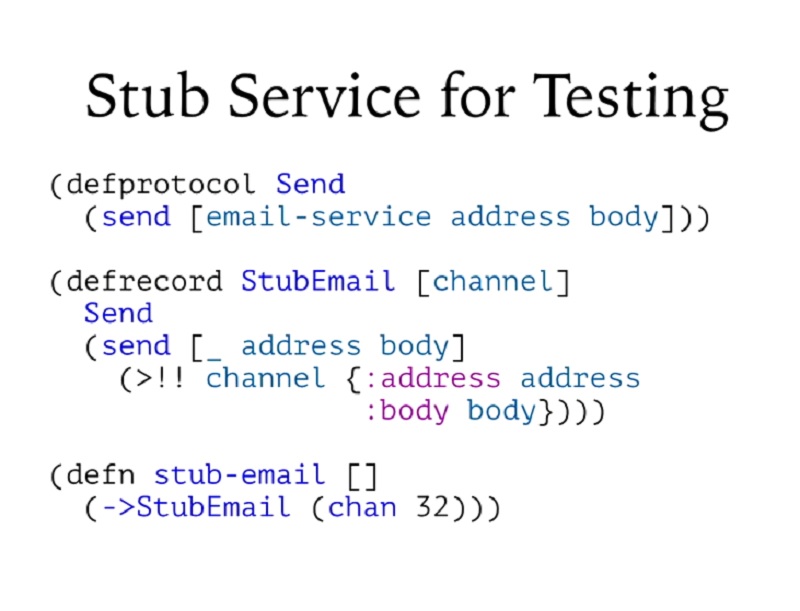 Stub Service for Testing
(defprotocol Send
  (send [email-service address body]))
(defrecord StubEmail [channel]
  Send
  (send [_ address body]
    (>!! channel {:address address
                  :body body})))
(defn stub-email []
  (->StubEmail (chan 32)))